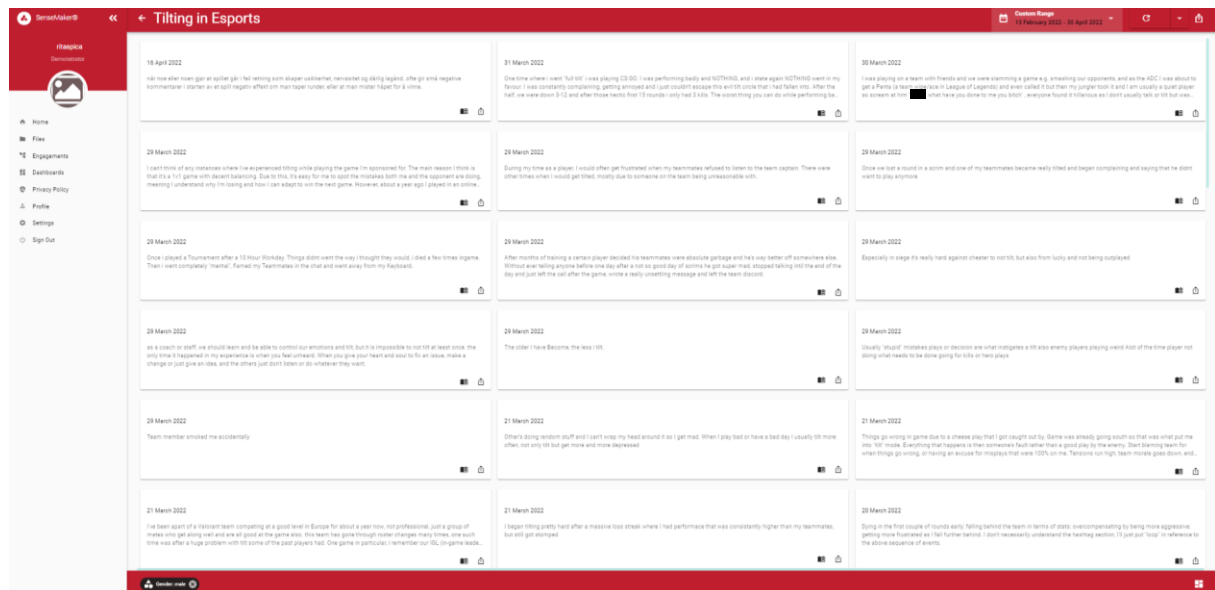 SenseMaker®
← Tilting in Esports
Custom Range
13 February 2022 - 30 April 2022
ritaspica
Demonstrator
Home
Files
Engagements
Dashboards
Privacy Policy
Profile
Settings
Sign Out
16 April 2022
når noe eller noen gjør at spillet går i feil retning som skaper usikkerhet, nervøsitet og dårlig lagånd. ofte gir små negative
kommentarer i starten av et spill negativ effekt om man taper runder, eller at man mister håpet for å vinne.
31 March 2022
One time where i went 'full tilt' i was playing CS:GO. I was performing badly and NOTHING, and i state again NOTHING went in my
favour. I was constantly complaining, getting annoyed and i just couldn't escape this evil tilt circle that i had fallen into. After the
half, we were down 3-12 and after those hectic first 15 rounds i only had 3 kills. The worst thing you can do while performing ba...
30 March 2022
I was playing on a team with friends and we were slamming a game e.g. smashing our opponents, and as the ADC I was about to
get a Penta (a team wipe/ace in League of Legends) and even called it but then my jungler took it and I am usually a quiet player
so scream at him what have you done to me you bitch'. everyone found it hillerious as I don't usually talk or tilt but was...
29 March 2022
I can't think of any instances where I've experienced tilting while playing the game I'm sponsored for. The main reason I think is
that it's a 1v1 game with decent balancing. Due to this, it's easy for me to spot the mistakes both me and the opponent are doing,
meaning I understand why I'm losing and how I can adapt to win the next game. However, about a year ago I played in an online...
29 March 2022
During my time as a player, I would often get frustrated when my teammates refused to listen to the team captain. There were
other times when I would get tilted, mostly due to someone on the team being unreasonable with.
29 March 2022
Once we lost a round in a scrim and one of my teammates became really tilted and began complaining and saying that he didnt
want to play anymore
29 March 2022
Once i played a Tournament after a 10 Hour Workday. Things didnt went the way i thought they would, i died a few times ingame.
Then i went completely "mental", flamed my Teammates in the chat and went away from my Keyboard.
29 March 2022
After months of training a certain player decided his teammates were absolute garbage and he's way better off somewhere else.
Without ever telling anyone before one day after a not so good day of scrims he got super mad, stopped talking intil the end of the
day and just left the call after the game, wrote a really unsettling message and left the team discord.
29 March 2022
Especially in siege it's really hard against cheater to not tilt, but also from lucky and not being outplayed
29 March 2022
as a coach or staff, we should learn and be able to control our emotions and tilt, but it is impossible to not tilt at least once. the
only time it happened in my experience is when you feel unheard. When you give your heart and soul to fix an issue, make a
change or just give an idea, and the others just don't listen or do whatever they want.
29 March 2022
The older I have Become, the less i tilt.
29 March 2022
Usually "stupid" mistakes plays or decision are what instigates a tilt also enemy players playing weird Alot of the time player not
doing what needs to be done going for kills or hero plays
29 March 2022
Team member smoked me accidentally
21 March 2022
Other's doing random stuff and I can't wrap my head around it so I get mad. When I play bad or have a bad day I usually tilt more
often, not only tilt but get more and more depressed
21 March 2022
Things go wrong in game due to a cheese play that I got caught out by. Game was already going south so that was what put me
into 'tilt' mode. Everything that happens is then someone's fault rather than a good play by the enemy. Start blaming team for
when things go wrong, or having an excuse for misplays that were 100% on me. Tensions run high, team morale goes down, end...
21 March 2022
I've been apart of a Valorant team competing at a good level in Europe for about a year now, not professional, just a group of
mates who get along well and are all good at the game also, this team has gone through roster changes many times, one such
time was after a huge problem with tilt some of the past players had. One game in particular, I remember our IGL (in-game leade...
21 March 2022
I began tilting pretty hard after a massive loss streak where I had performace that was consistantly higher than my teammates,
but still got stomped
20 March 2022
Dying in the first couple of rounds early, falling behind the team in terms of stats, overcompensating by being more aggressive,
getting more frustrated as I fall further behind. I don't necessarily understand the hashtag section, I'll just put "loop" in reference to
the above sequence of events.
Gender: male